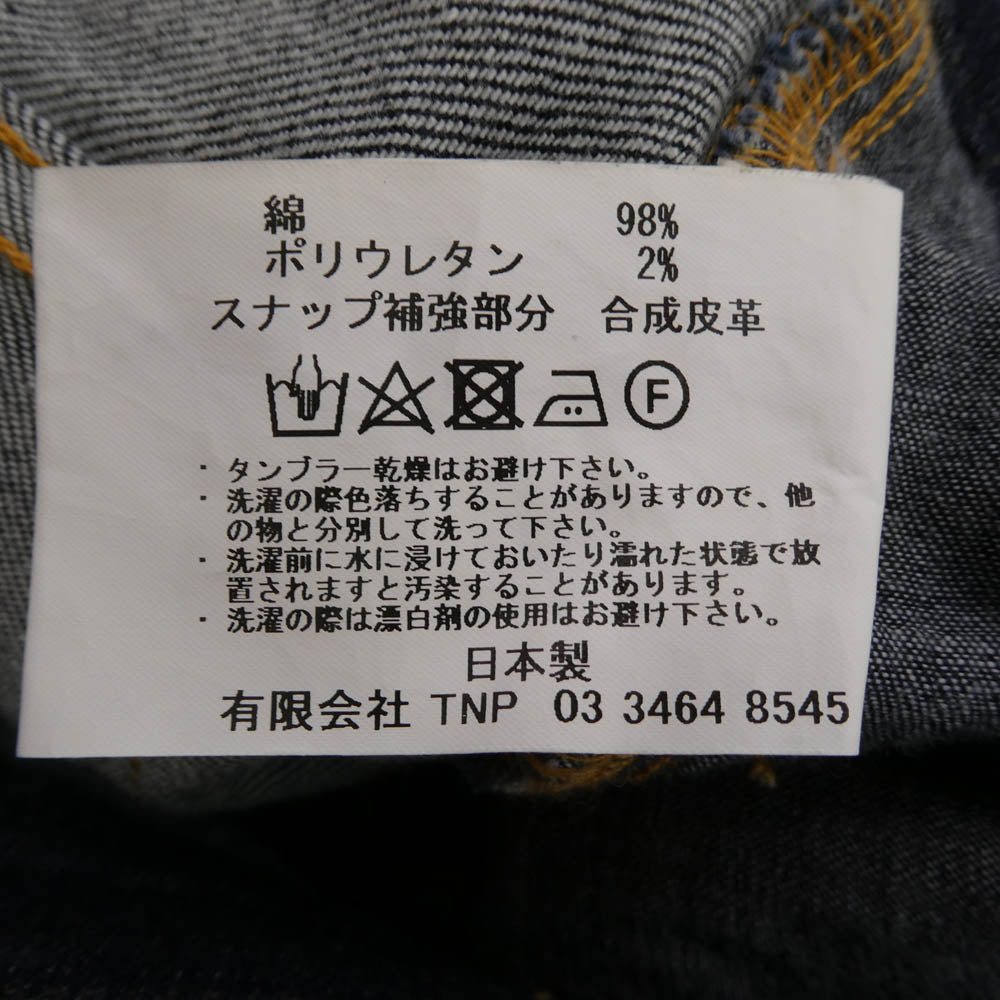 綿 98%
ポリウレタン 2%
スナップ補強部分 合成皮革
F
・タンブラー乾燥はお避け下さい。
・洗濯の際色落ちすることがありますので、他
の物と分別して洗って下さい。
・洗濯前に水に浸けておいたり濡れた状態で放
置されますと汚染することがあります。
・洗濯の際は漂白剤の使用はお避け下さい。
日本製
有限会社 TNP 03 3464 8545